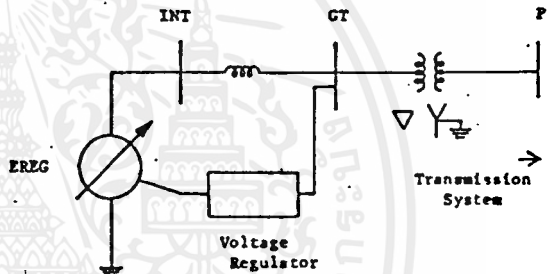 INT
GT
P
EREG
Transmission
System
Voltage
Regulator